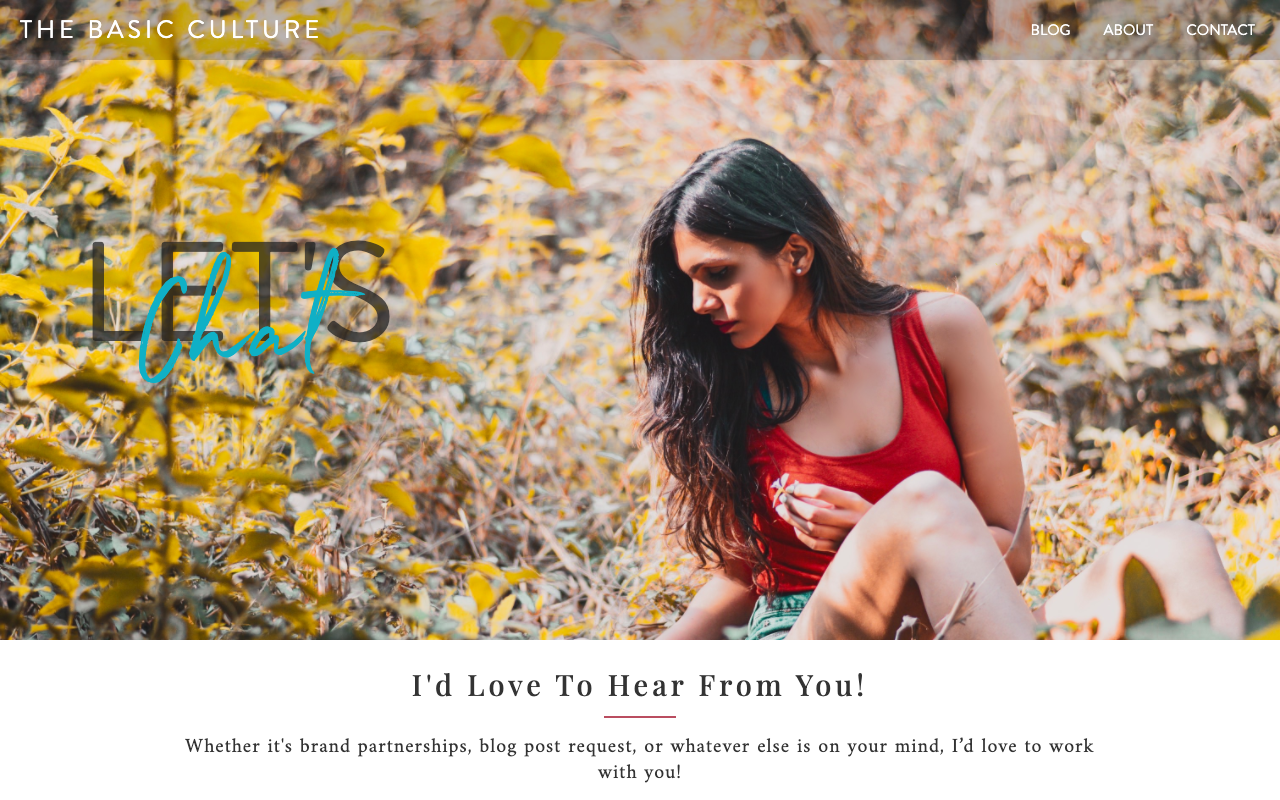 THE BASIC CULTURE
BLOG ABOUT CONTACT
LET'S
Chat
I'd Love To Hear From You!
Whether it's brand partnerships, blog post request, or whatever else is on your mind, I’d love to work
with you!